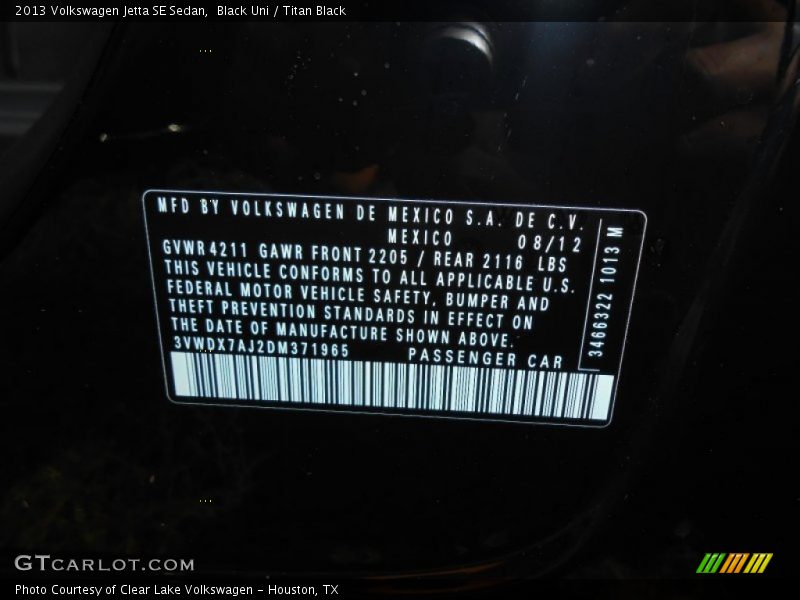 2013 Volkswagen Jetta SE Sedan,  Black Uni / Titan Black
MFD BY VOLKSWAGEN DE MEXICO S.A. DE C.V.
MEXICO 08/12
GVWR 4211 GAWR FRONT 2205 / REAR 2116 LBS
THIS VEHICLE CONFORMS TO ALL APPLICABLE U.S.
FEDERAL MOTOR VEHICLE SAFETY, BUMPER AND
THEFT PREVENTION STANDARDS IN EFFECT ON
THE DATE OF MANUFACTURE SHOWN ABOVE.
3VWDX7AJ2DM371965 PASSENGER CAR
3466322 1013 M
GTCARLOT.COM
Photo Courtesy of Clear Lake Volkswagen - Houston, TX